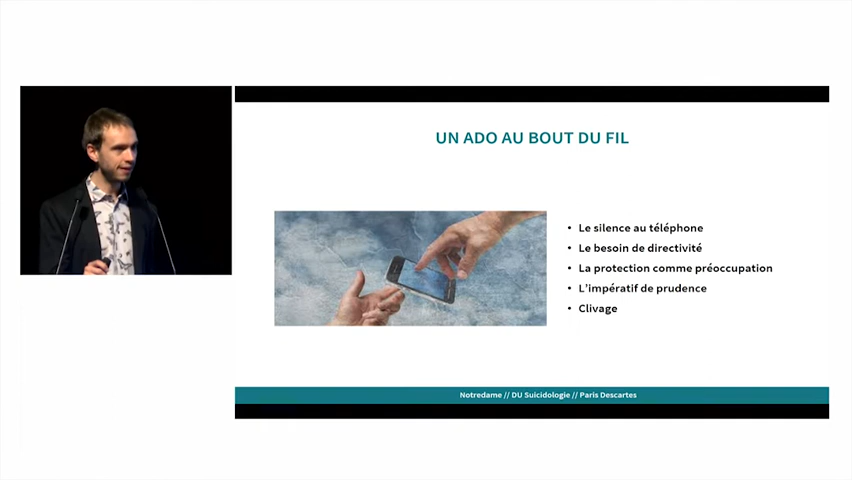 UN ADO AU BOUT DU FIL
• Le silence au téléphone
• Le besoin de directivité
• La protection comme préoccupation
• L'impératif de prudence
• Clivage
Notredame // DU Suicidologie // Paris Descartes